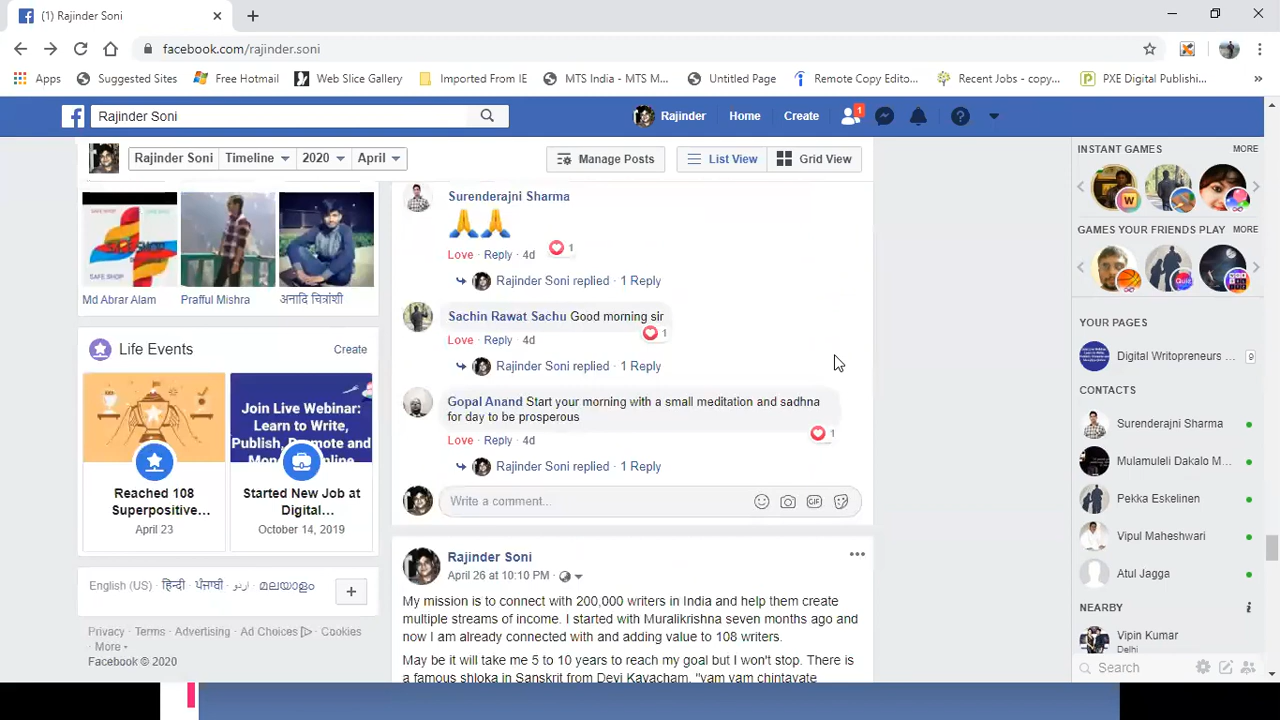 (1) Rajinder Soni
facebook.com/rajinder.soni
Apps Suggested Sites Free Hotmail Web Slice Gallery Imported From IE MTS India - MTS M... Untitled Page Remote Copy Edito... Recent Jobs - copy... PXE Digital Publishi... »
Rajinder Soni Rajinder Home Create 1
Rajinder Soni Timeline 2020 April Manage Posts List View Grid View
SAFE SHOP
Md Abrar Alam Prafful Mishra अनादि चित्रांशी
Life Events Create
Join Live Webinar:
Learn to Write,
Publish, Promote and
Reached 108
Superpositive...
April 23
Started New Job at
Digital...
October 14, 2019
English (US) · हिन्दी · ਪੰਜਾਬੀ · اردو · മലയാളം
Privacy · Terms · Advertising · Ad Choices · Cookies ·
More
Facebook © 2020
Surenderajni Sharma
1
Love · Reply · 4d
Rajinder Soni replied · 1 Reply
Sachin Rawat Sachu Good morning sir
1
Love · Reply · 4d
Rajinder Soni replied · 1 Reply
Gopal Anand Start your morning with a small meditation and sadhna
for day to be prosperous
1
Love · Reply · 4d
Rajinder Soni replied · 1 Reply
Write a comment...
GIF
Rajinder Soni
April 26 at 10:10 PM ·
My mission is to connect with 200,000 writers in India and help them create
multiple streams of income. I started with Muralikrishna seven months ago and
now I am already connected with and adding value to 108 writers.
May be it will take me 5 to 10 years to reach my goal but I won't stop. There is
a famous shloka in Sanskrit from Devi Kavacham, "yam yam chintayate
INSTANT GAMES MORE
W
GAMES YOUR FRIENDS PLAY MORE
Quiz
YOUR PAGES
Digital Writopreneurs ... 9
CONTACTS
Surenderajni Sharma
Mulamuleli Dakalo M...
Pekka Eskelinen
Vipul Maheshwari
Atul Jagga
NEARBY
Vipin Kumar
Delhi
Search